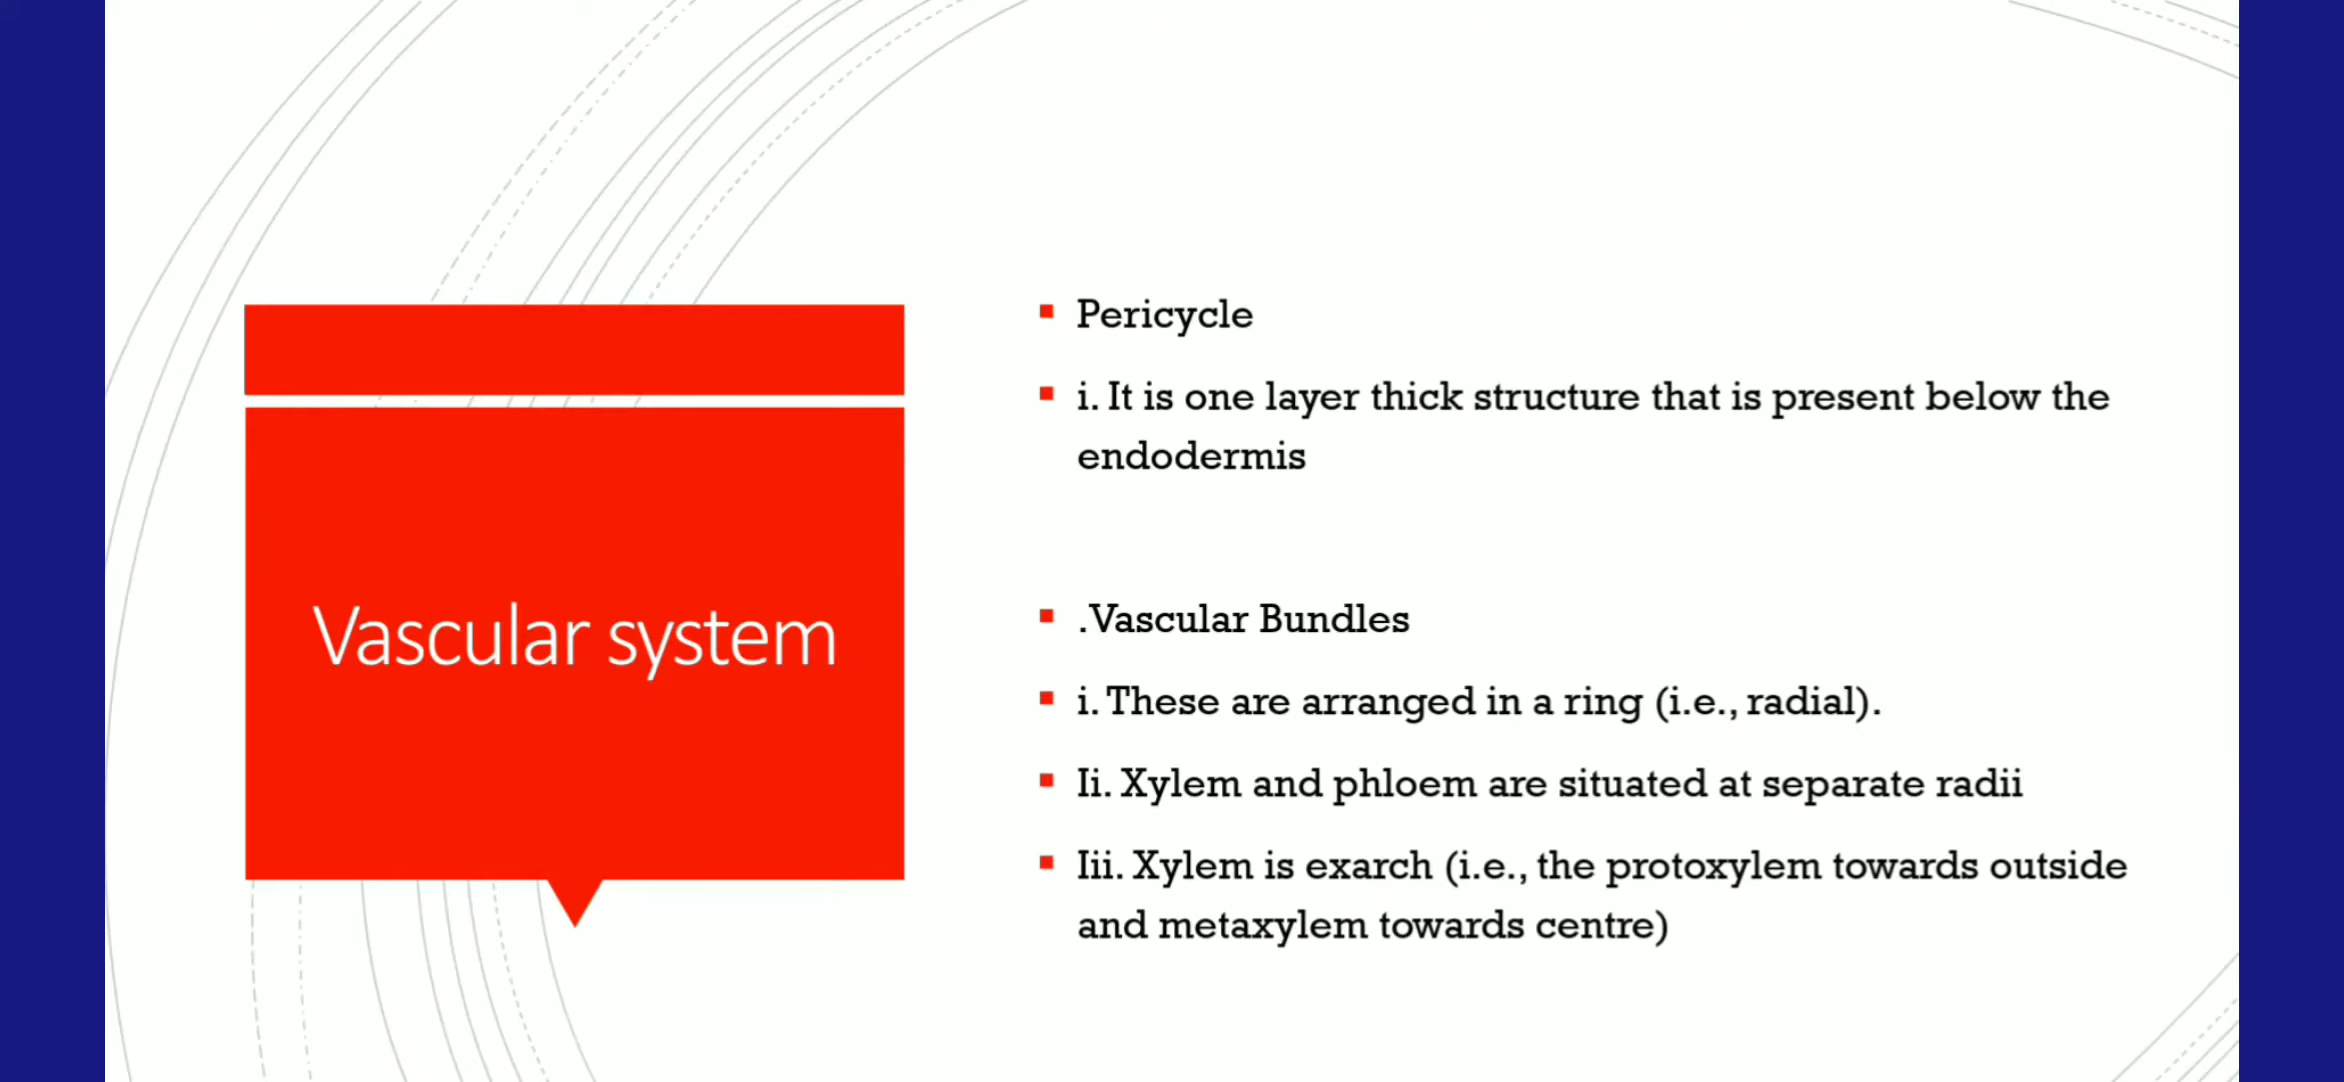 Vascular system
Pericycle
i. It is one layer thick structure that is present below the
endodermis
.Vascular Bundles
i. These are arranged in a ring (i.e., radial).
Ii. Xylem and phloem are situated at separate radii
Iii. Xylem is exarch (i.e., the protoxylem towards outside
and metaxylem towards centre)